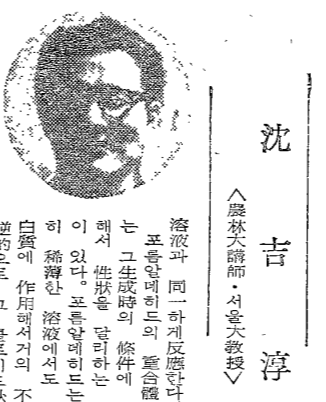 沈吉淳
<農林大講師・서울大敎授>
溶液과 同一하게反應한다
포름알데히드의 重合體
는 그生成時의 條件에
해서 性狀을 달리하는
이 있다。포름알데히드는
히 稀薄한 溶液에서도
白質에 作用해서거의 不